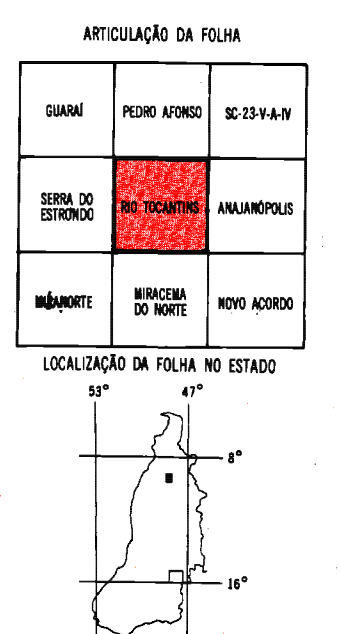 ARTICULAÇÃO DA FOLHA
GUARAÍ
PEDRO AFONSO
SC-23-V-A-IV
SERRA DO
ESTRONDO
RIO TOCANTINS
ANAJANÓPOLIS
MIRANORTE
MIRACEMA
DO NORTE
NOVO ACORDO
LOCALIZAÇÃO DA FOLHA NO ESTADO
53° 47°
8°
16°